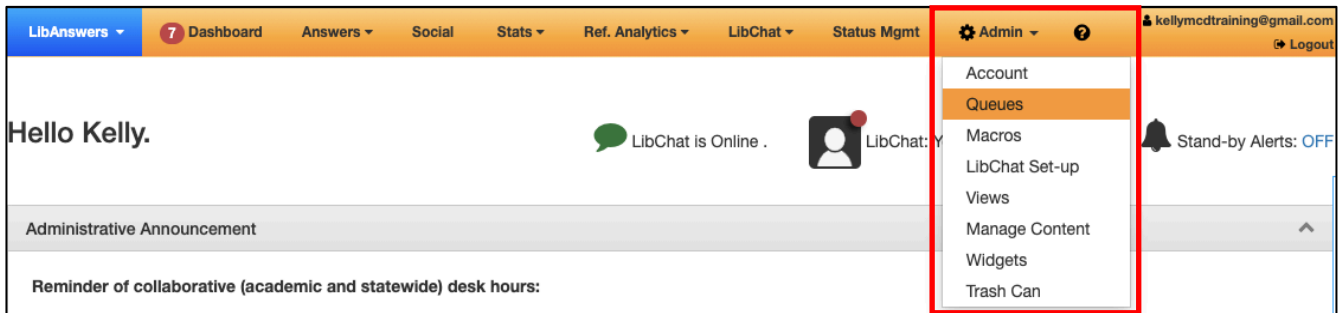 LibAnswers 7 Dashboard Answers Social Stats Ref. Analytics LibChat Status Mgmt Admin kellymcdtraining@gmail.com
Logout
Account
Queues
Hello Kelly.
Macros
LibChat is Online . LibChat: Y Stand-by Alerts: OFF
LibChat Set-up
Views
Administrative Announcement
Manage Content
Widgets
Reminder of collaborative (academic and statewide) desk hours:
Trash Can